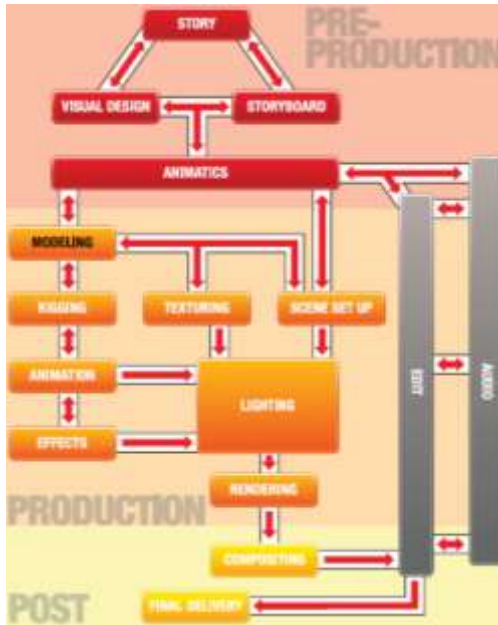 PRE-
PRODUCTION
STORY
VISUAL DESIGN
STORYBOARD
ANIMATICS
MODELING
RIGGING
TEXTURING
SCENE SET UP
ANIMATION
LIGHTING
EDIT
AUDIO
EFFECTS
RENDERING
PRODUCTION
COMPOSITING
POST
FINAL DELIVERY